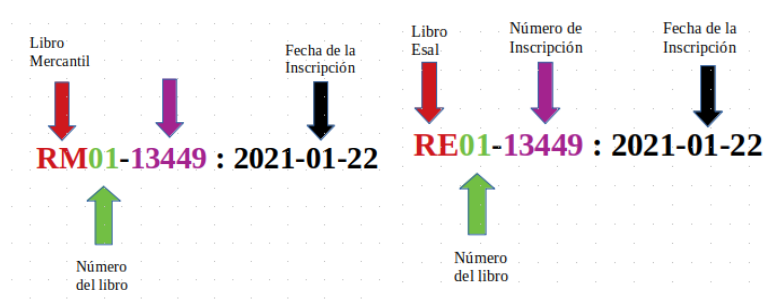 Libro
Mercantil
Fecha de la
Inscripción
RM01-13449 : 2021-01-22
Número
del libro
Libro
Esal
Número de
Inscripción
Fecha de la
Inscripción
RE01-13449 : 2021-01-22
Número
del libro